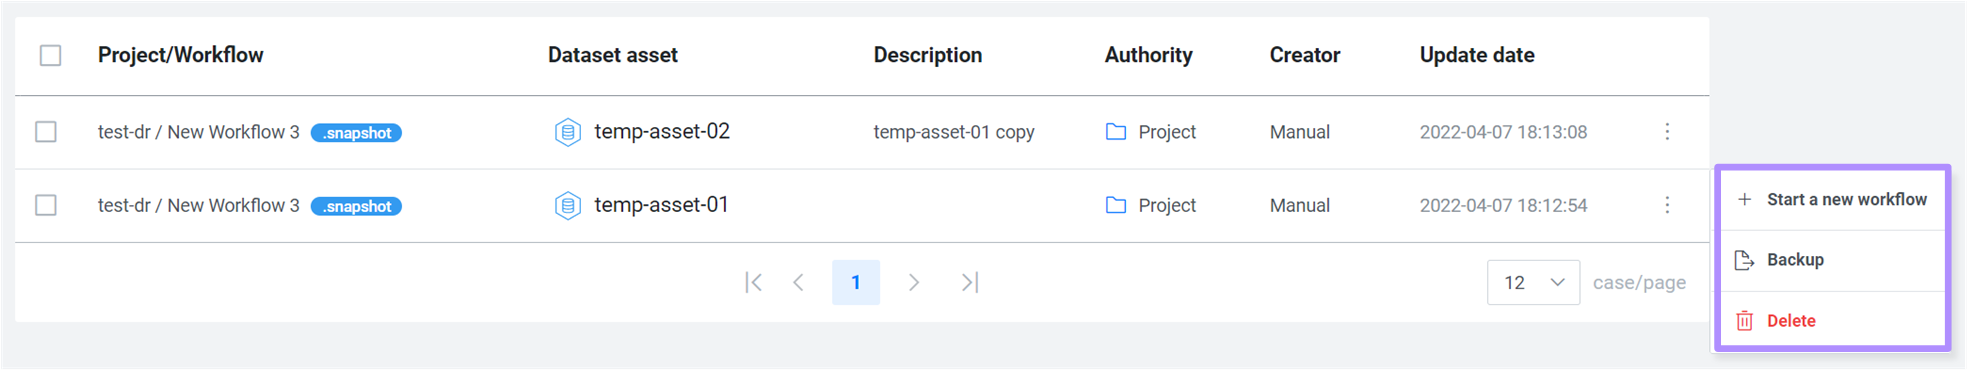 Project/Workflow Dataset asset Description Authority Creator Update date
test-dr / New Workflow 3 .snapshot temp-asset-02 temp-asset-01 copy Project Manual 2022-04-07 18:13:08
test-dr / New Workflow 3 .snapshot temp-asset-01 Project Manual 2022-04-07 18:12:54
1 12 case/page
Start a new workflow
Backup
Delete